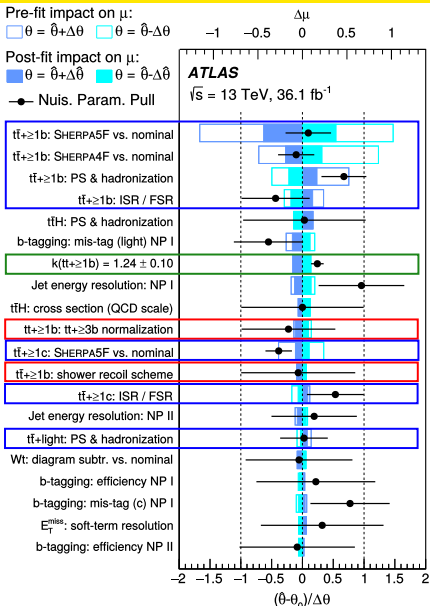 Pre-fit impact on μ:
θ = θ̂+Δθ θ = θ̂-Δθ
Post-fit impact on μ:
θ = θ̂+Δθ̂ θ = θ̂-Δθ̂
Nuis. Param. Pull
Δμ
−1 −0.5 0 0.5 1
ATLAS
√s = 13 TeV, 36.1 fb⁻¹
tt̄+≥1b: SHERPA5F vs. nominal
tt̄+≥1b: SHERPA4F vs. nominal
tt̄+≥1b: PS & hadronization
tt̄+≥1b: ISR / FSR
tt̄H: PS & hadronization
b-tagging: mis-tag (light) NP I
k(tt+≥1b) = 1.24 ± 0.10
Jet energy resolution: NP I
tt̄H: cross section (QCD scale)
tt+≥1b: tt+≥3b normalization
tt̄+≥1c: SHERPA5F vs. nominal
tt̄+≥1b: shower recoil scheme
tt̄+≥1c: ISR / FSR
Jet energy resolution: NP II
tt̄+light: PS & hadronization
Wt: diagram subtr. vs. nominal
b-tagging: efficiency NP I
b-tagging: mis-tag (c) NP I
E_T^miss: soft-term resolution
b-tagging: efficiency NP II
−2 −1.5 −1 −0.5 0 0.5 1 1.5 2
(θ̂-θ₀)/Δθ